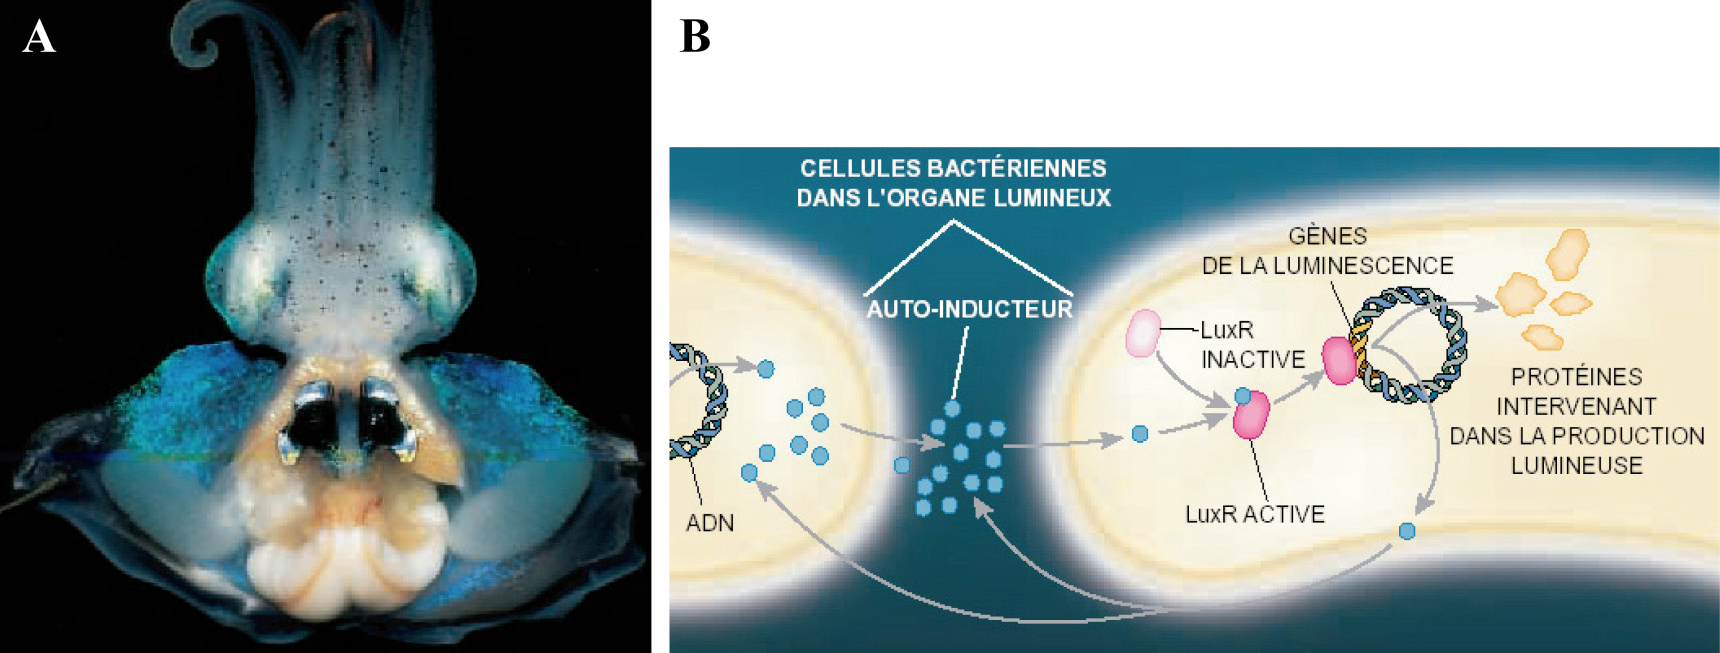 A
B
CELLULES BACTÉRIENNES
DANS L'ORGANE LUMINEUX
AUTO-INDUCTEUR
ADN
LuxR
INACTIVE
LuxR ACTIVE
GÈNES
DE LA LUMINESCENCE
PROTÉINES
INTERVENANT
DANS LA PRODUCTION
LUMINEUSE